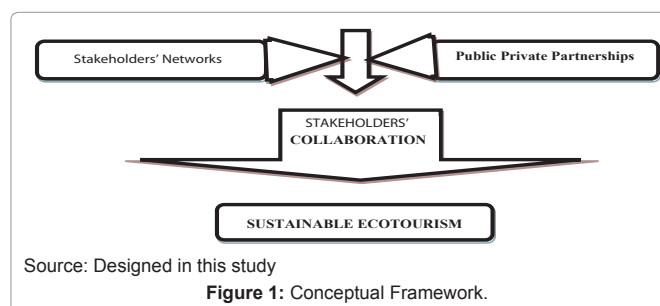 Stakeholders' Networks
Public Private Partnerships
STAKEHOLDERS'
COLLABORATION
SUSTAINABLE ECOTOURISM
Source: Designed in this study
Figure 1: Conceptual Framework.